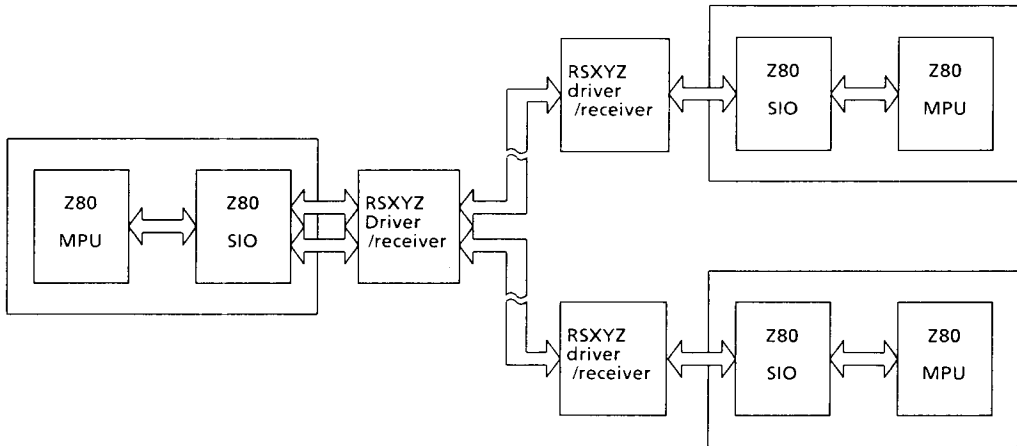 Z80
MPU
Z80
SIO
RSXYZ
Driver
/receiver
RSXYZ
driver
/receiver
Z80
SIO
Z80
MPU
RSXYZ
driver
/receiver
Z80
SIO
Z80
MPU